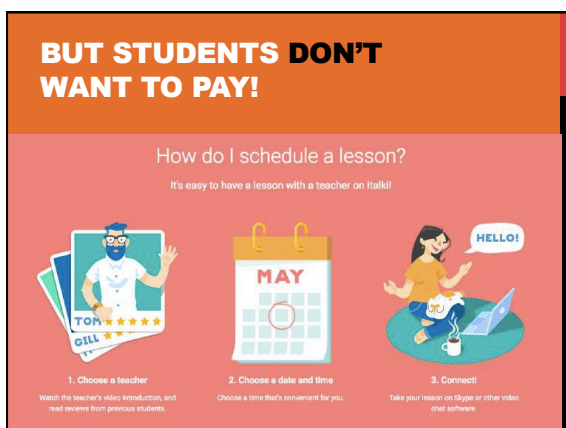 BUT STUDENTS DON'T
WANT TO PAY!
How do I schedule a lesson?
It's easy to have a lesson with a teacher on italki!
TOM
GILL
MAY
HELLO!
1. Choose a teacher
Watch the teacher's video introduction, and
read reviews from previous students.
2. Choose a date and time
Choose a time that's convenient for you.
3. Connect!
Take your lesson on Skype or other video
chat software.